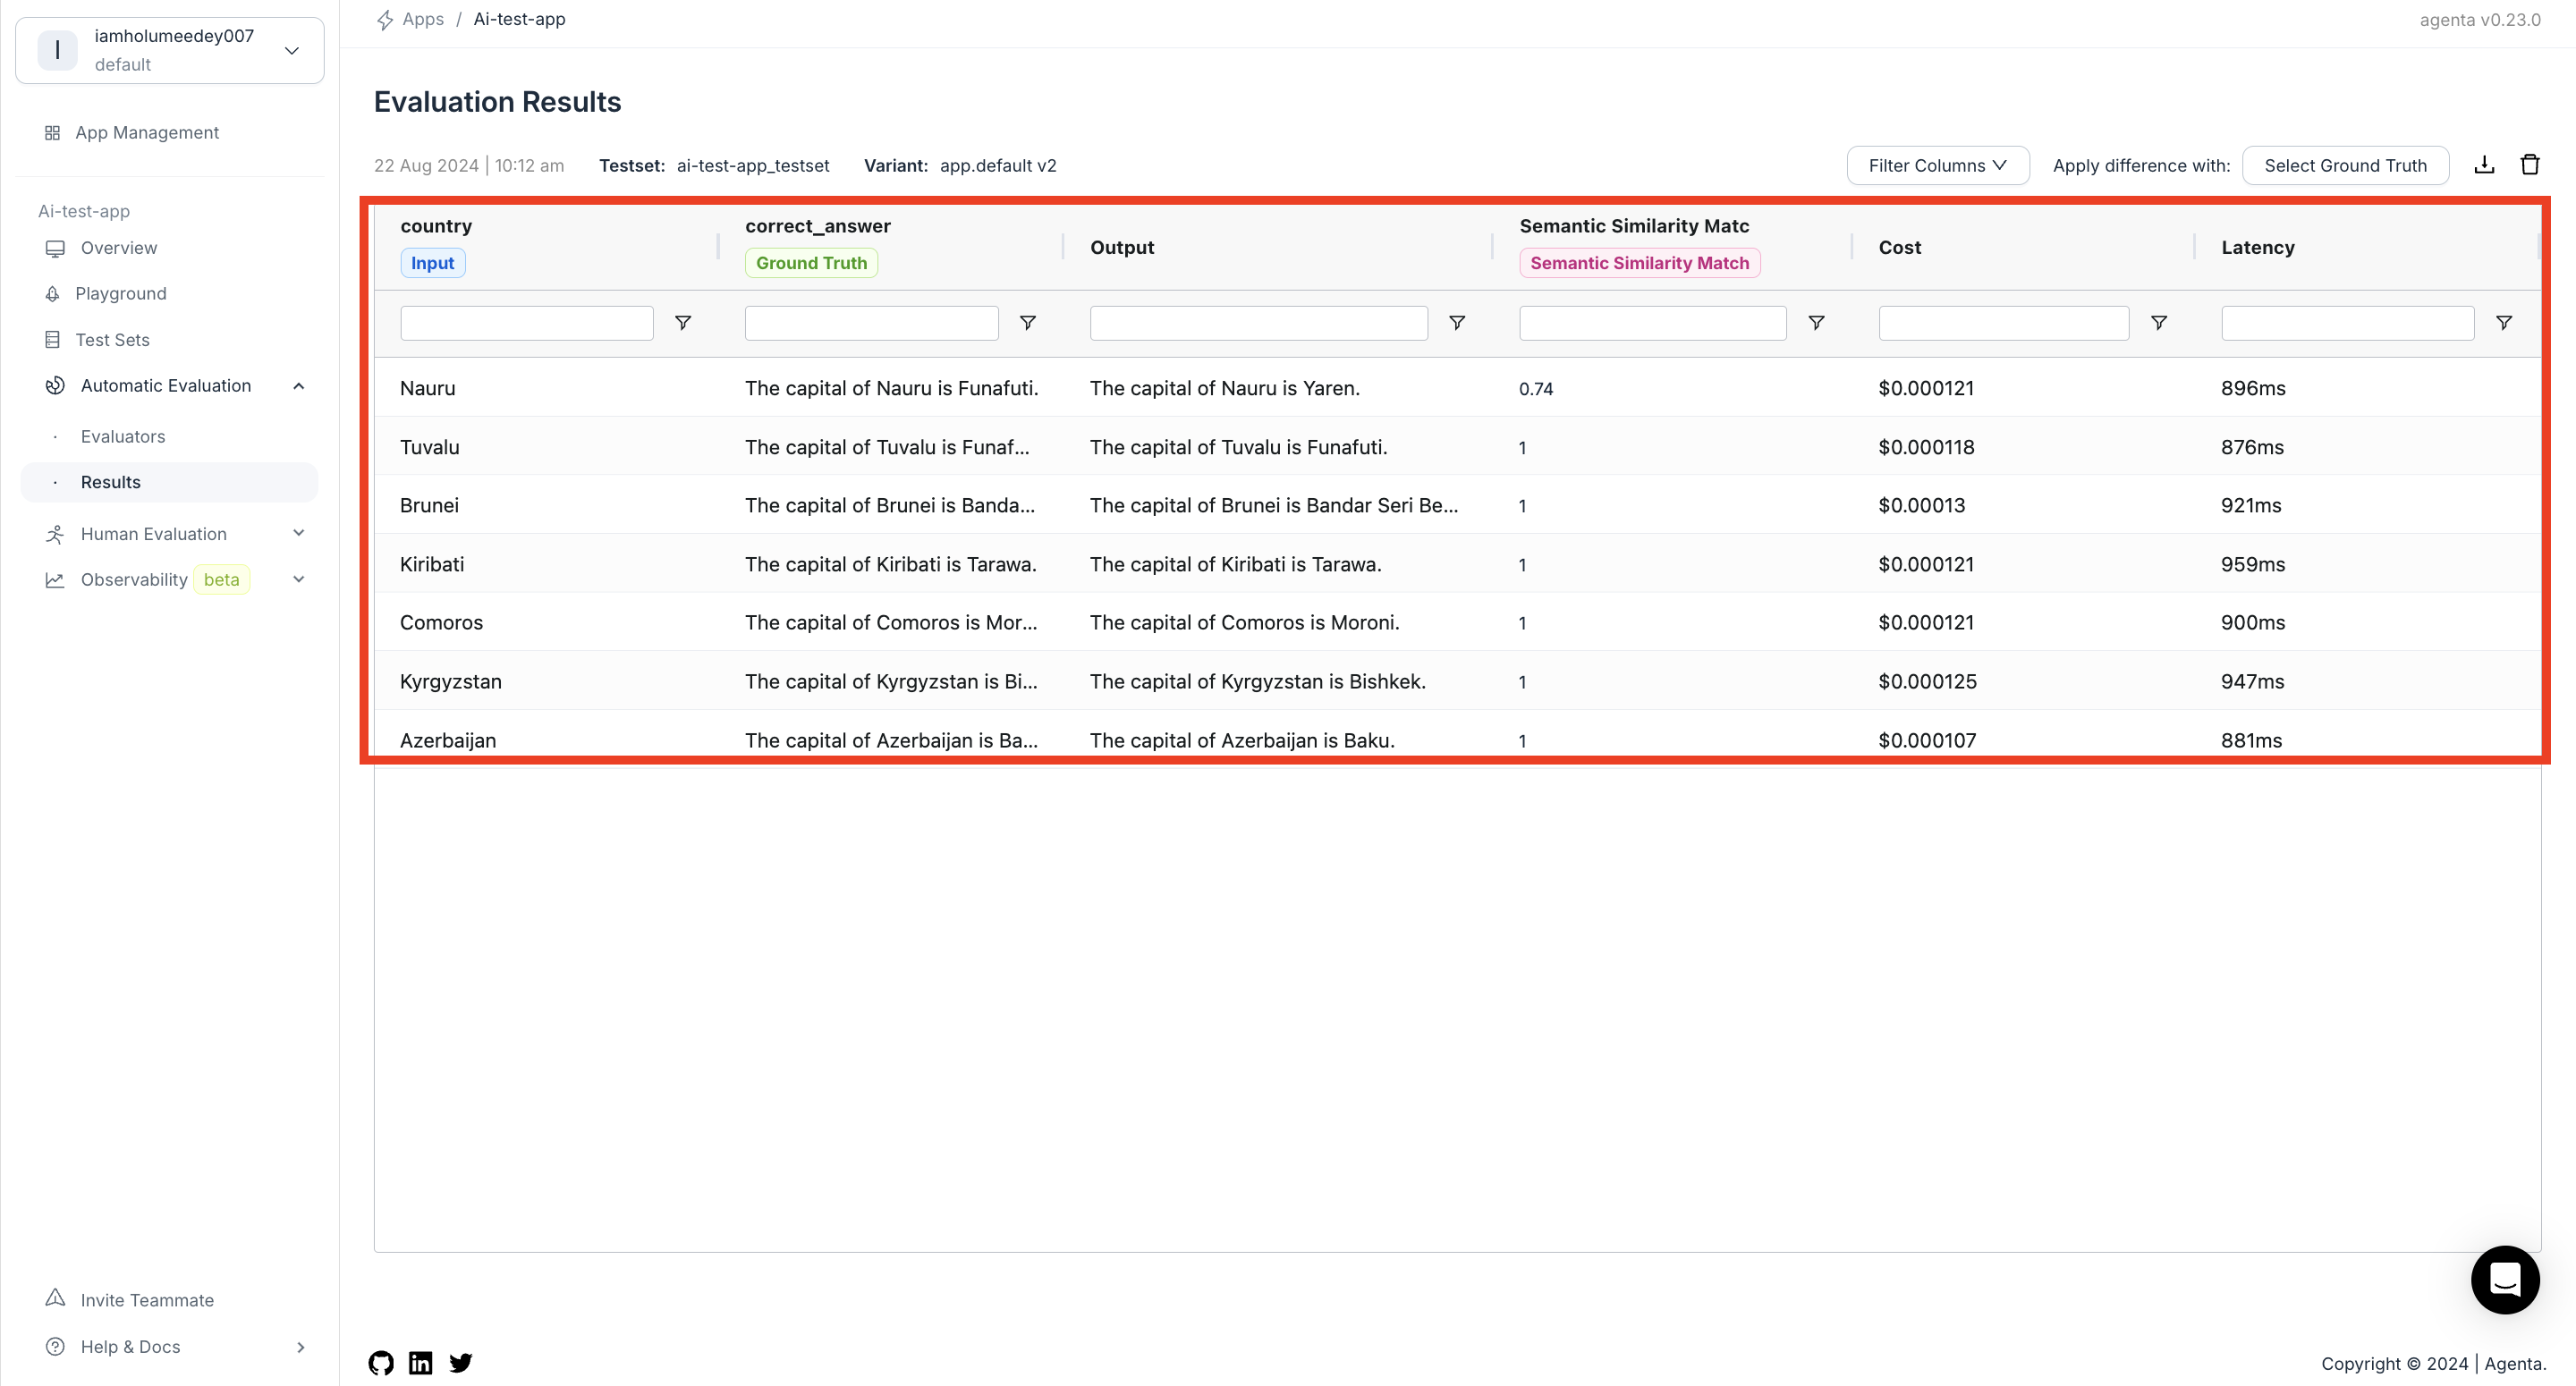 I
iamholumeedey007
default
App Management
Ai-test-app
Overview
Playground
Test Sets
Automatic Evaluation
Evaluators
Results
Human Evaluation
Observability beta
Invite Teammate
Help & Docs
Apps / Ai-test-app
agenta v0.23.0
Evaluation Results
22 Aug 2024 | 10:12 am Testset: ai-test-app_testset Variant: app.default v2 Filter Columns Apply difference with: Select Ground Truth
country correct_answer Output Semantic Similarity Matc Cost Latency
Input Ground Truth Semantic Similarity Match
Nauru The capital of Nauru is Funafuti. The capital of Nauru is Yaren. 0.74 $0.000121 896ms
Tuvalu The capital of Tuvalu is Funaf... The capital of Tuvalu is Funafuti. 1 $0.000118 876ms
Brunei The capital of Brunei is Banda... The capital of Brunei is Bandar Seri Be... 1 $0.00013 921ms
Kiribati The capital of Kiribati is Tarawa. The capital of Kiribati is Tarawa. 1 $0.000121 959ms
Comoros The capital of Comoros is Mor... The capital of Comoros is Moroni. 1 $0.000121 900ms
Kyrgyzstan The capital of Kyrgyzstan is Bi... The capital of Kyrgyzstan is Bishkek. 1 $0.000125 947ms
Azerbaijan The capital of Azerbaijan is Ba... The capital of Azerbaijan is Baku. 1 $0.000107 881ms
in
Copyright © 2024 | Agenta.